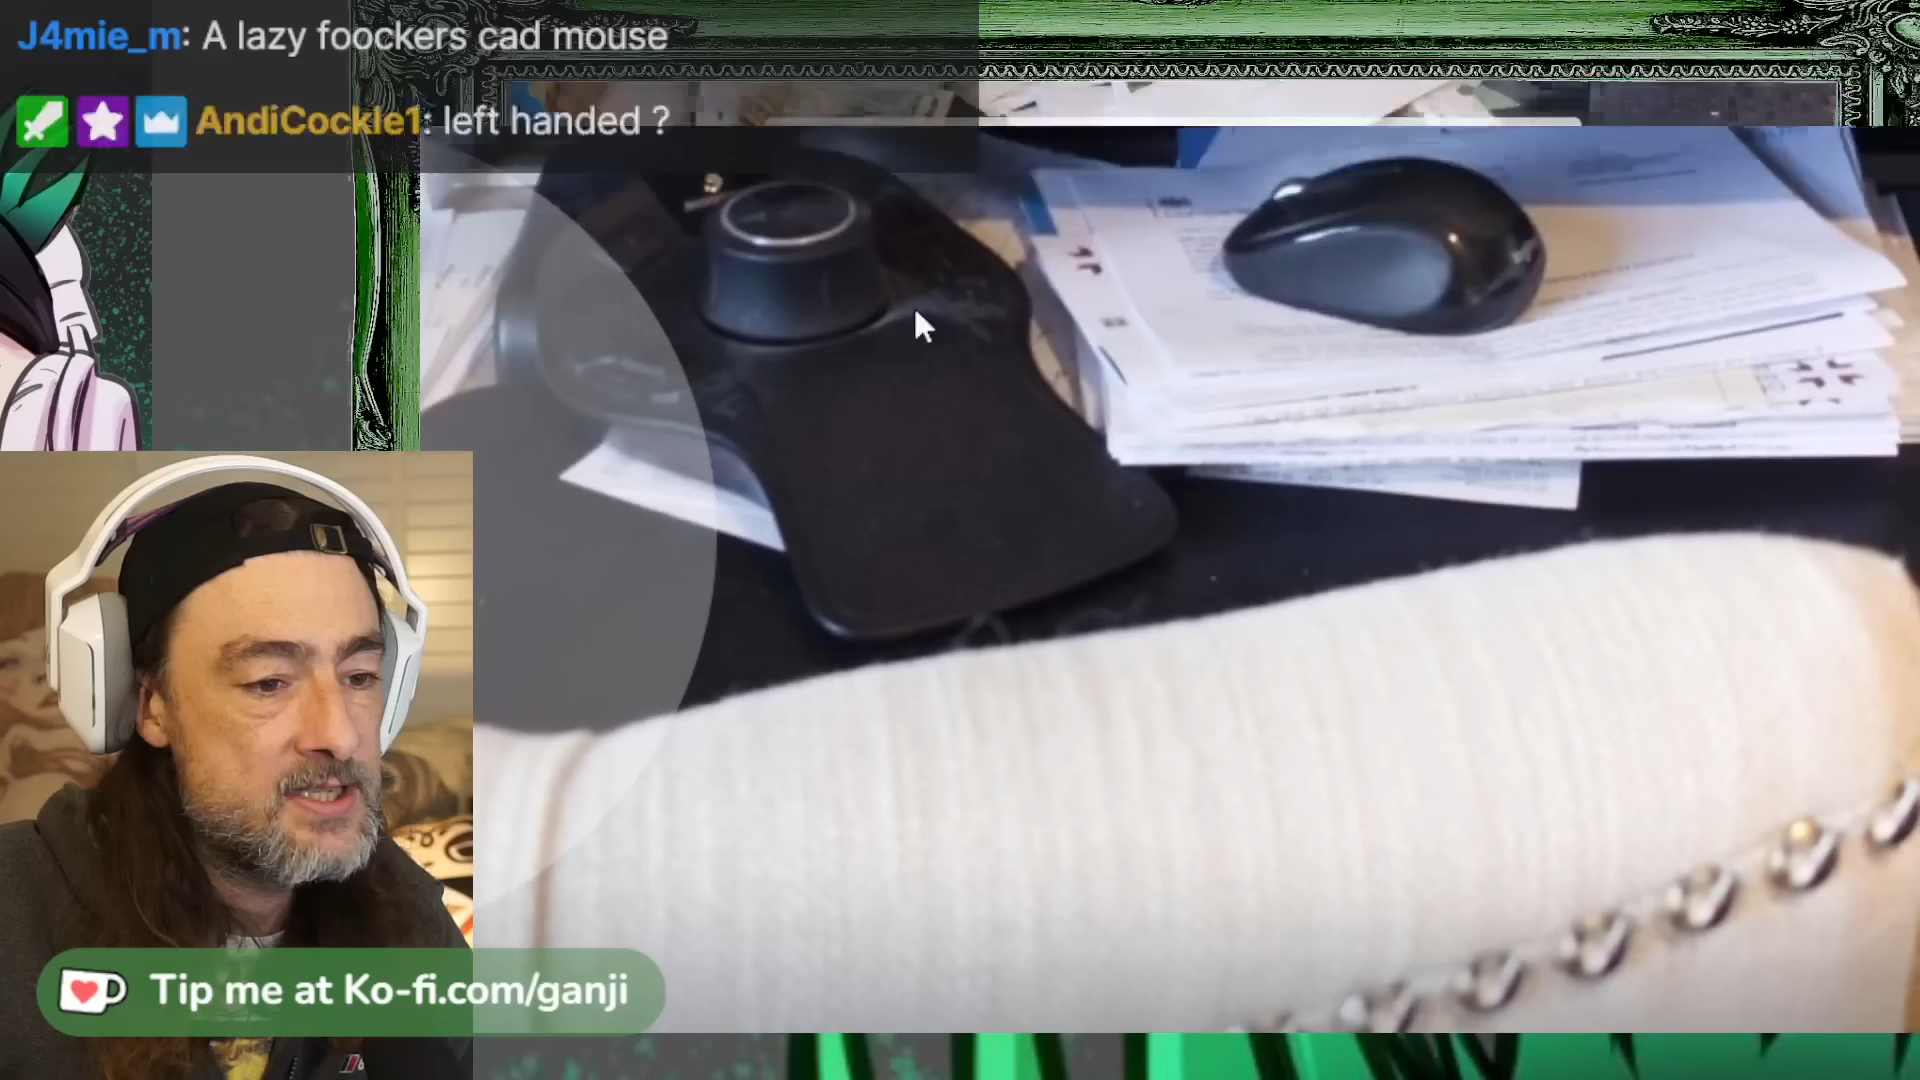 J4mie_m: A lazy foockers cad mouse
AndiCockle1: left handed ?
Tip me at Ko-fi.com/ganji